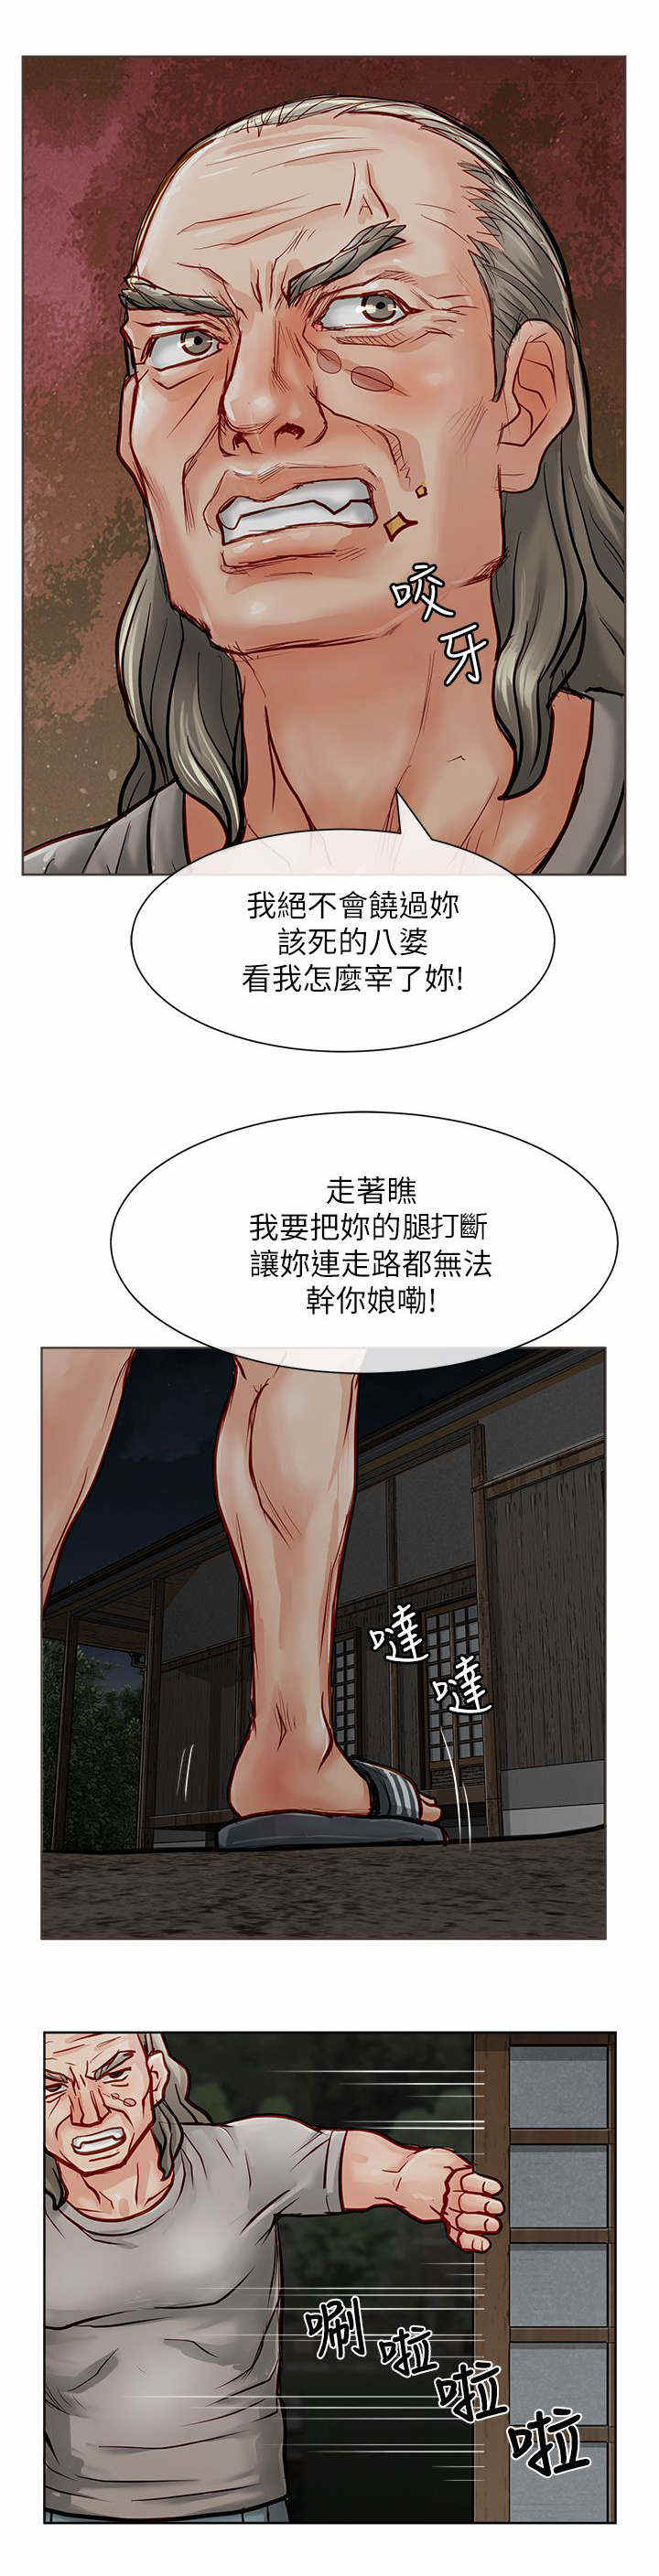 咬
牙
我絕不會饒過妳
該死的八婆
看我怎麼宰了妳!
走著瞧
我要把妳的腿打斷
讓妳連走路都無法
幹你娘嘞!
噠
噠
唰
啦
啦
啦